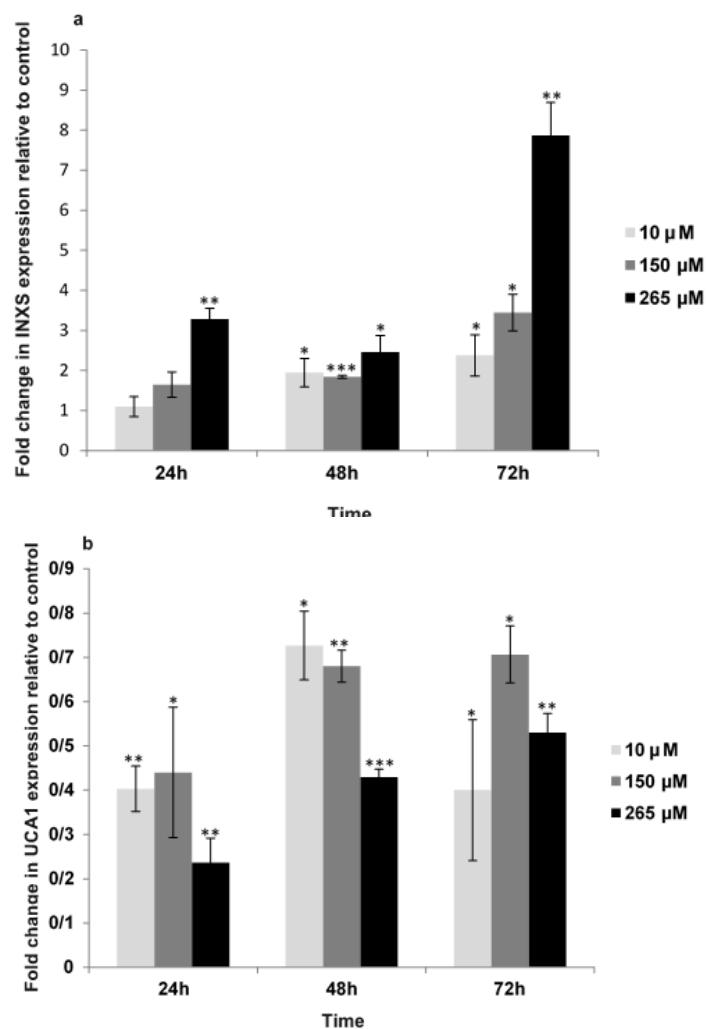 a
Fold change in INXS expression relative to control
10
9
8
7
6
5
4
3
2
1
0
**
*
***
*
*
*
**
24h
48h
72h
Time
10 µM
150 µM
265 µM
b
Fold change in UCA1 expression relative to control
0/9
0/8
0/7
0/6
0/5
0/4
0/3
0/2
0/1
0
**
*
**
*
**
***
*
*
**
24h
48h
72h
Time
10 µM
150 µM
265 µM